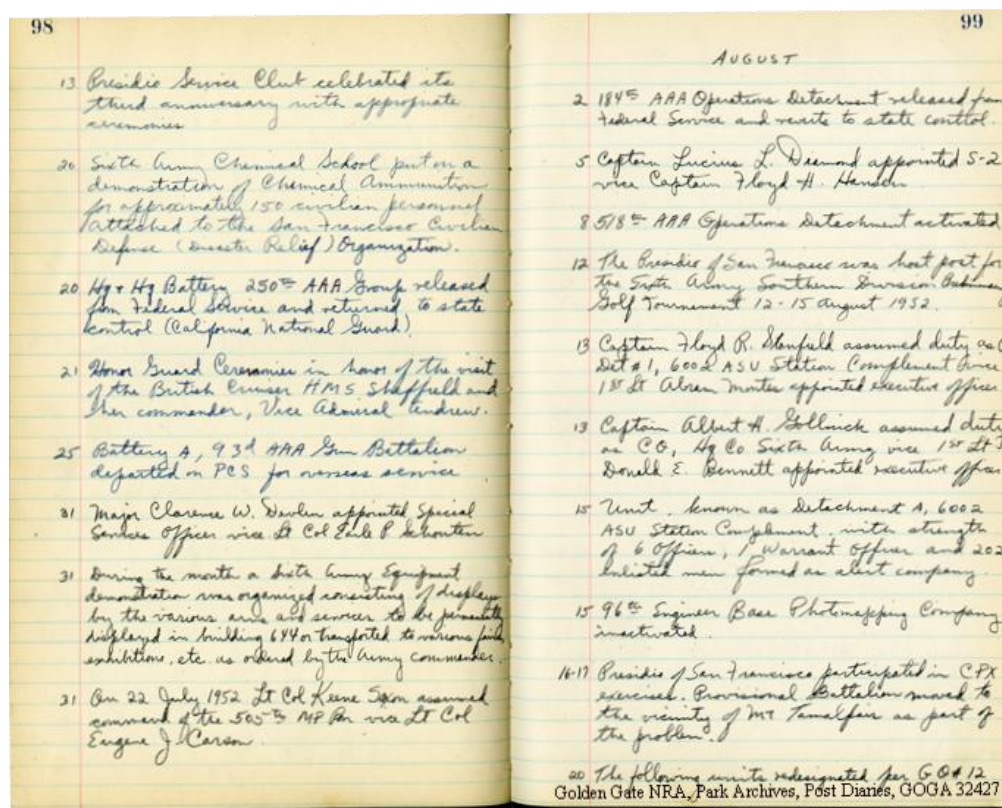 98
13 Presidio Service Club celebrated its
third anniversary with appropriate
ceremonies
20 Sixth Army Chemical School put on a
demonstration of Chemical Ammunition
for approximately 150 civilian personnel
attached to the San Francisco Civilian
Defense (Disaster Relief) Organization.
20 Hq & Hq Battery 250th AAA Group released
from Federal Service and returned to state
control (California National Guard)
21 Honor Guard Ceremonies in honor of the visit
of the British Cruiser HMS Sheffield and
her commander, Vice Admiral Andrew.
25 Battery A, 93d AAA Gun Battalion
departed on PCS for overseas service
31 Major Clarence W. Devlin appointed Special
Services Officer vice Lt Col Earle P Schouten
31 During the month a Sixth Army Equipment
demonstration was organized consisting of displays
by the various arms and services to be permanently
displayed in building 644 or transported to various fairs
exhibitions, etc. as ordered by the Army commander.
31 On 22 July 1952 Lt Col Keene assumed
command of the 505th MP Bn vice Lt Col
Eugene J. Carson.
99
AUGUST
2 184th AAA Operations Detachment released from
Federal Service and reverts to state control.
5 Captain Lucius L. Diamond appointed S-2
vice Captain Floyd H. Hansen
8 518th AAA Operations Detachment activated
12 The Presidio of San Francisco was host post for
the Sixth Army Southern Division
Golf Tournament 12-15 August 1952.
13 Captain Floyd R. Stanfield assumed duty as
Det #1, 6002 ASU Station Complement vice
1st Lt Abram Montes appointed executive officer
13 Captain Albert H. Gollnick assumed duties
as CO, Hq Co Sixth Army vice 1st Lt
Donald E. Bennett appointed executive officer
15 Unit, known as Detachment A, 6002
ASU Station Complement, with strength
of 6 Officers, 1 Warrant Officer and 202
enlisted men formed as alert company.
15 96th Engineer Base Photomapping Company
inactivated.
16-17 Presidio of San Francisco participated in CPX
exercises. Provisional Battalion moved to
the vicinity of Mt Tamalpais as part of
the problem.
20 The following units redesignated per GO # 12
Golden Gate NRA, Park Archives, Post Diaries, GOGA 32427